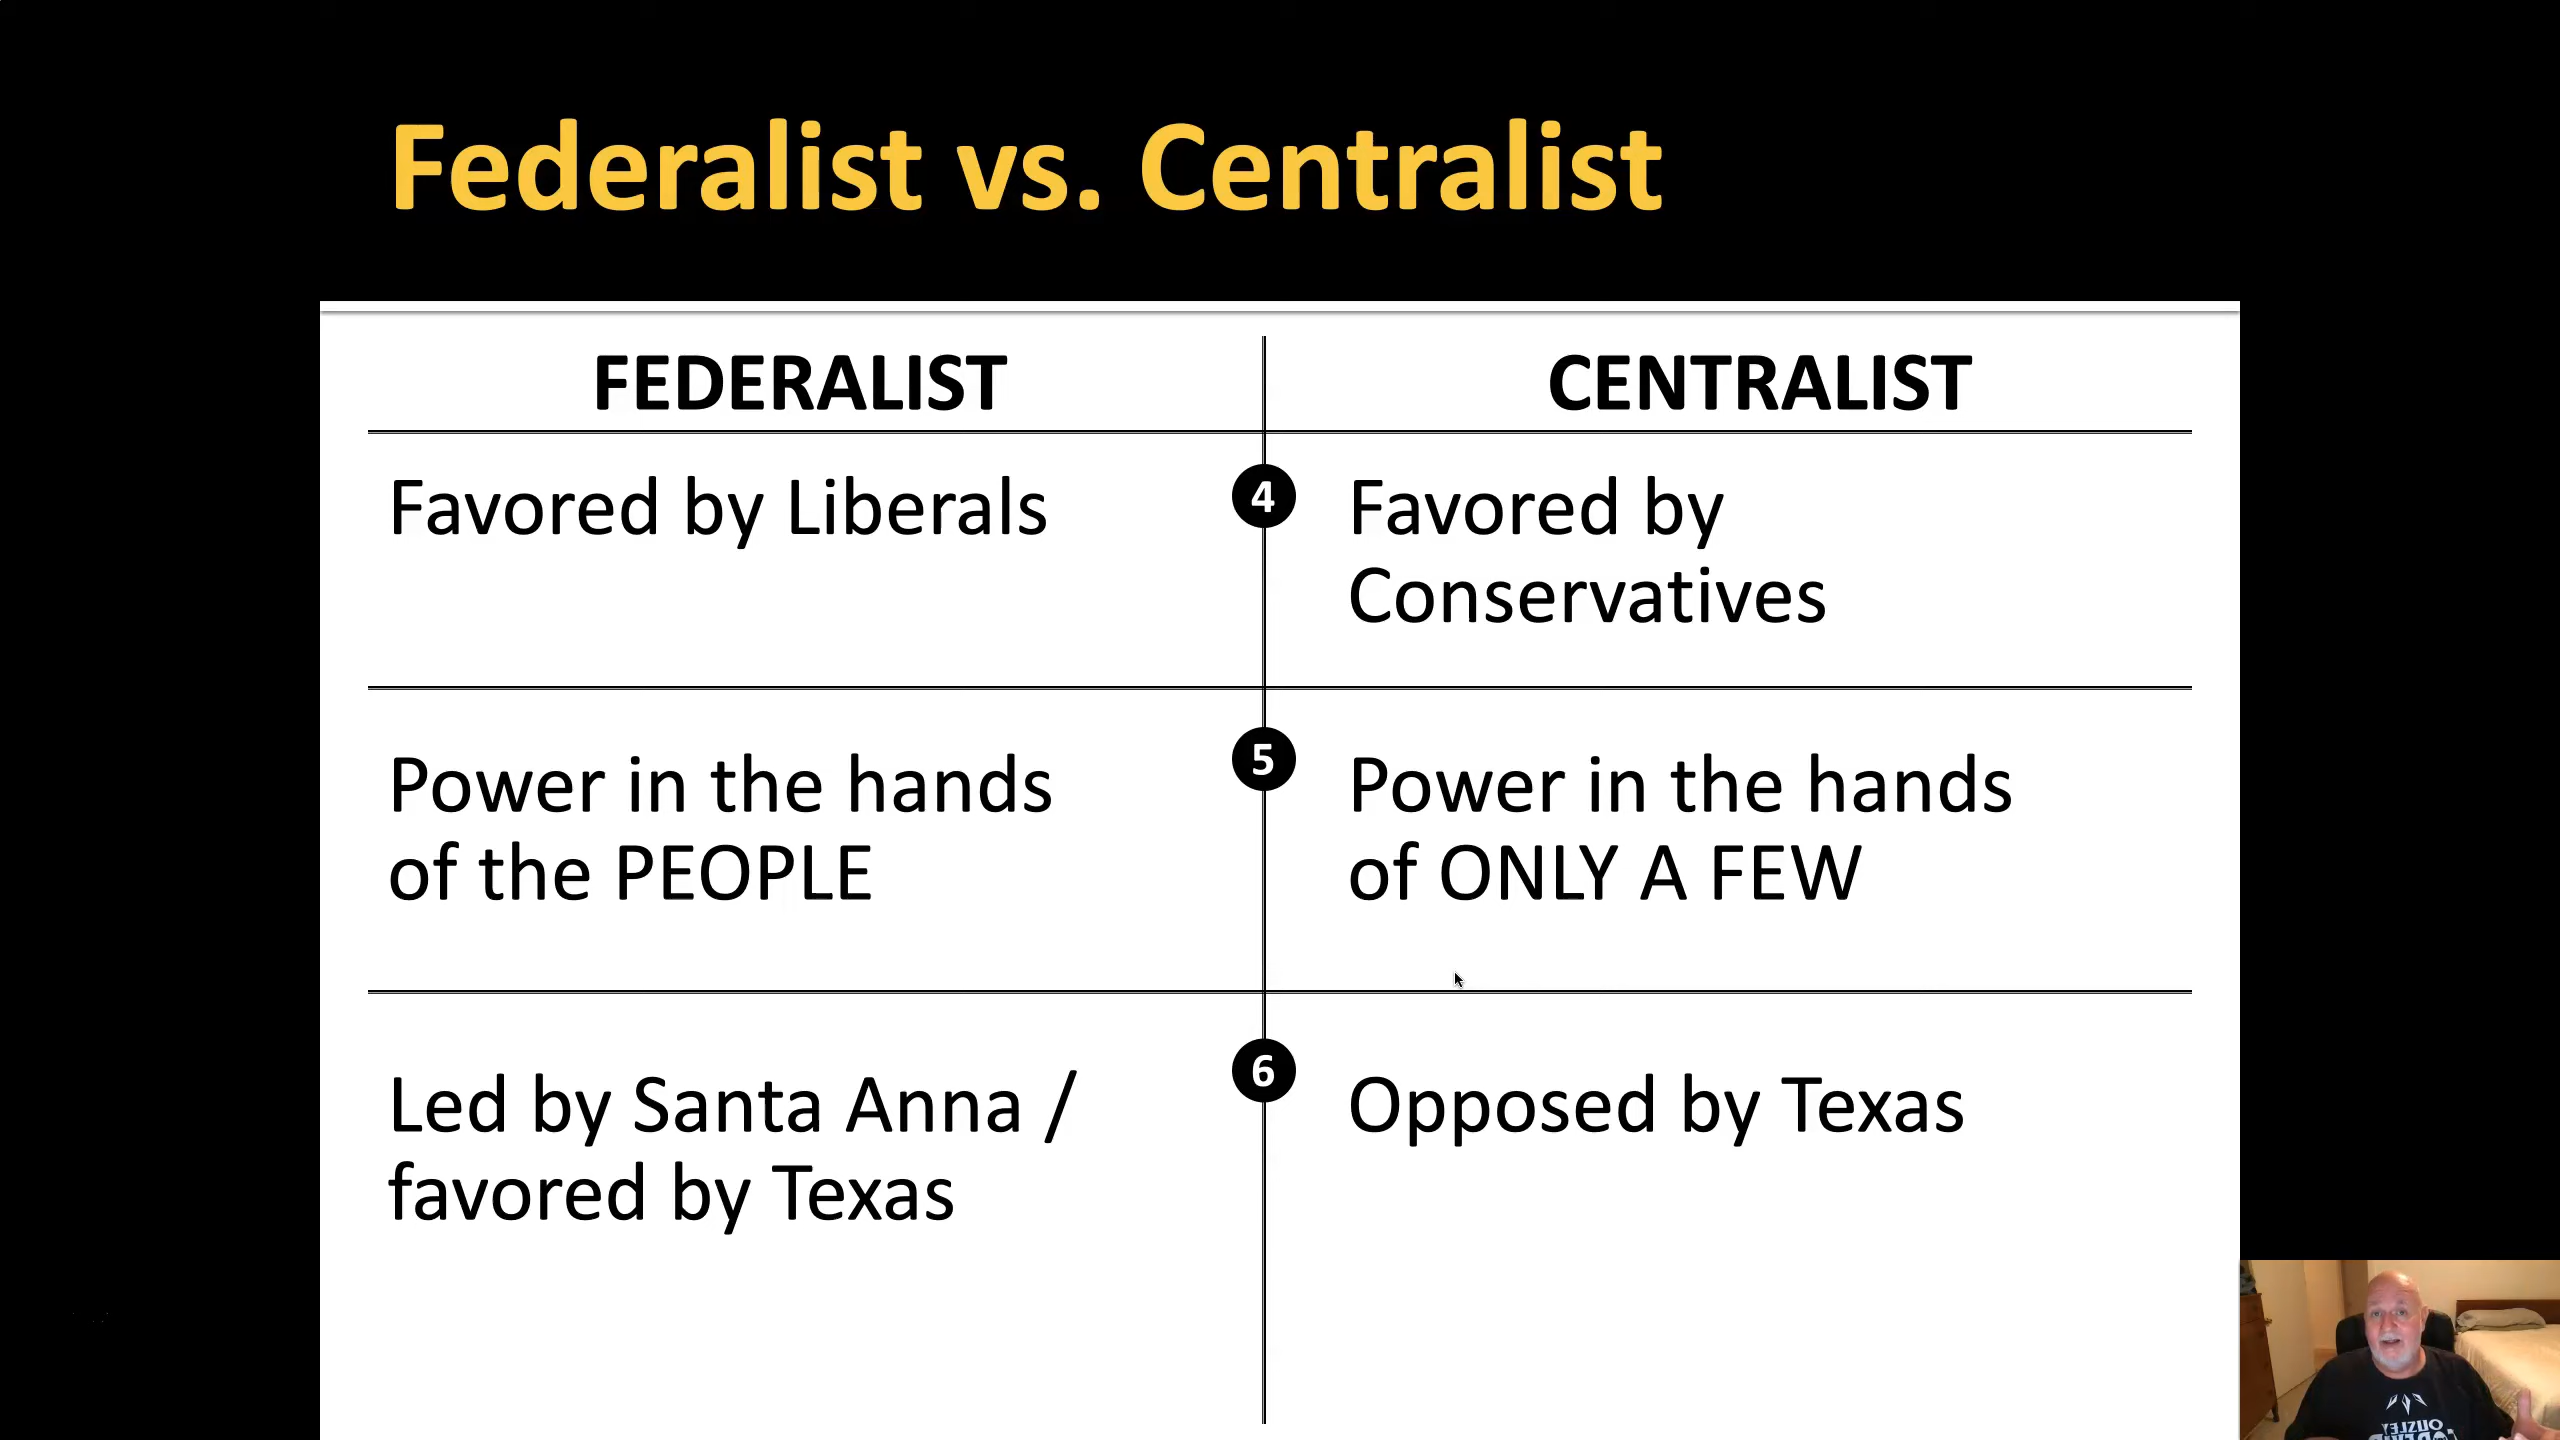 Federalist vs. Centralist
FEDERALIST
CENTRALIST
Favored by Liberals
4
Favored by
Conservatives
Power in the hands
of the PEOPLE
5
Power in the hands
of ONLY A FEW
Led by Santa Anna /
favored by Texas
6
Opposed by Texas
OUZLEY